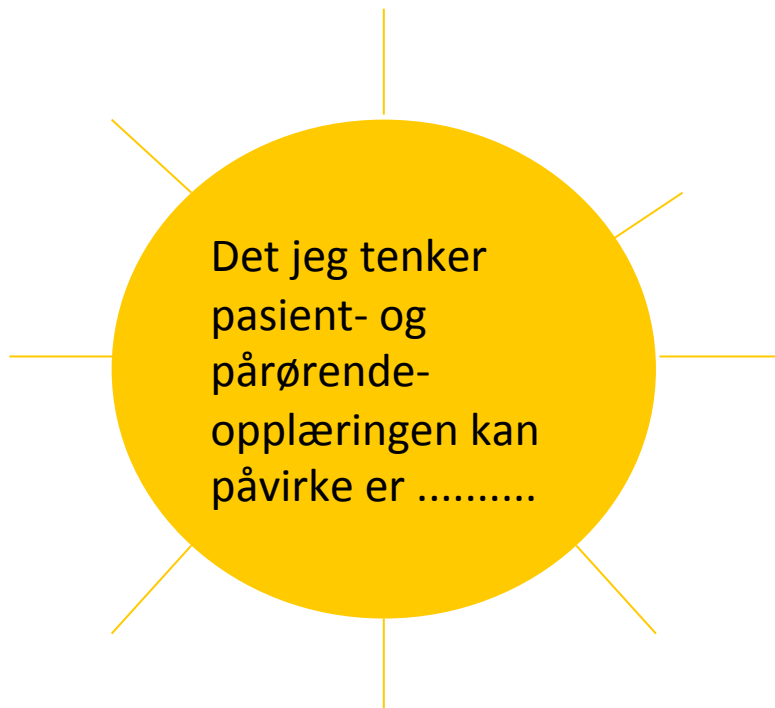 Det jeg tenker
pasient- og
pårørende-
opplæringen kan
påvirke er ..........